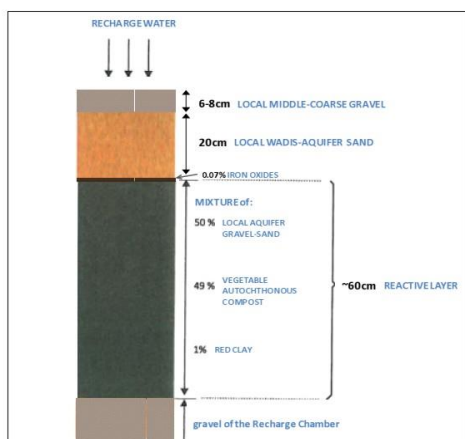 RECHARGE WATER
6-8cm LOCAL MIDDLE-COARSE GRAVEL
20cm LOCAL WADIS-AQUIFER SAND
0.07% IRON OXIDES
MIXTURE of:
50 % LOCAL AQUIFER
GRAVEL-SAND
49 % VEGETABLE
AUTOCHTHONOUS
COMPOST
~60cm REACTIVE LAYER
1% RED CLAY
gravel of the Recharge Chamber